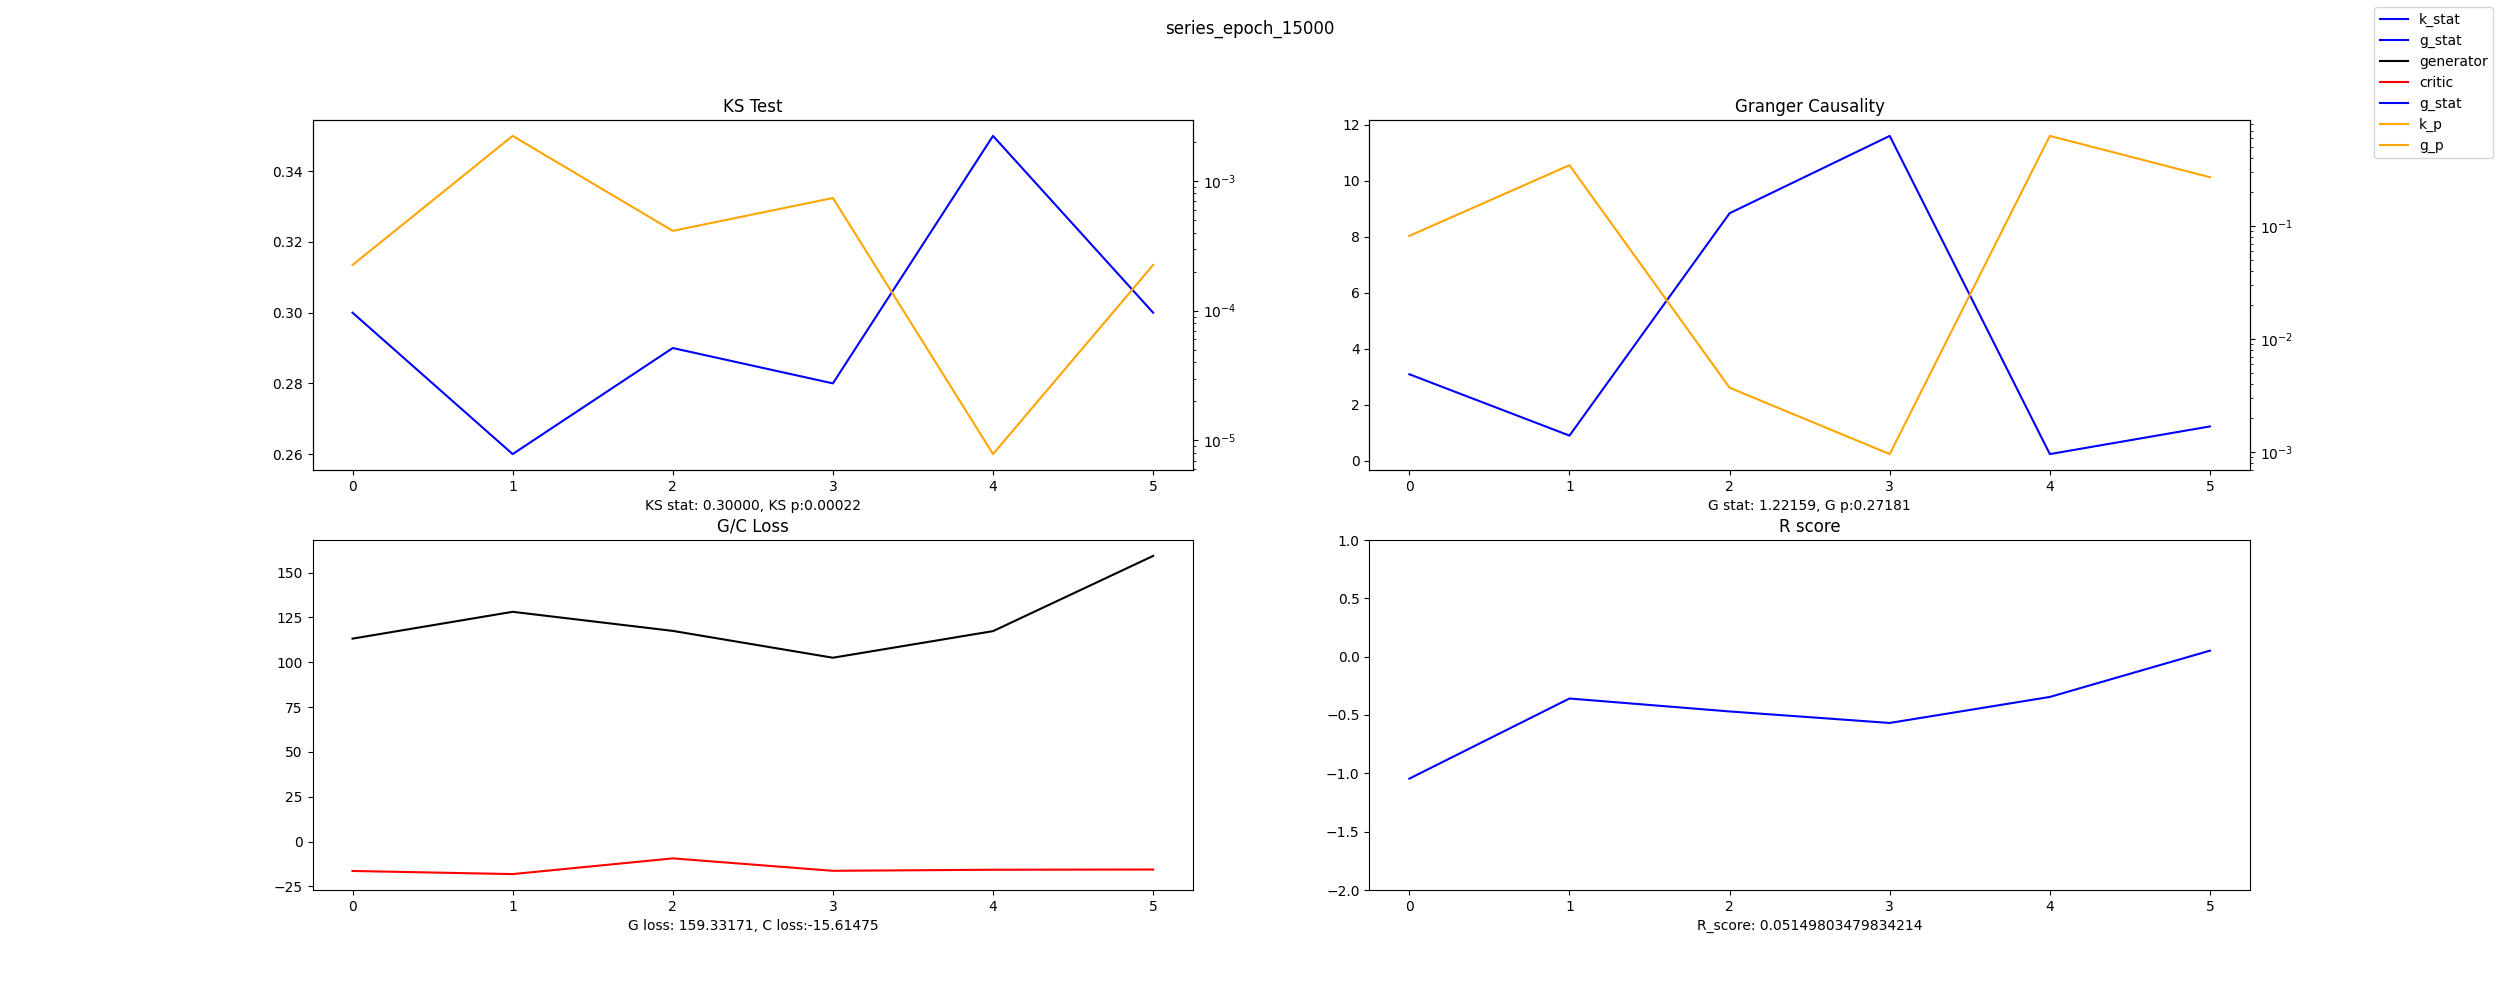 series_epoch_15000
k_stat
g_stat
generator
critic
g_stat
k_p
g_p
KS Test
0.34
0.32
0.30
0.28
0.26
10⁻³
10⁻⁴
10⁻⁵
0 1 2 3 4 5
KS stat: 0.30000, KS p:0.00022
Granger Causality
12
10
8
6
4
2
0
10⁻¹
10⁻²
10⁻³
0 1 2 3 4 5
G stat: 1.22159, G p:0.27181
G/C Loss
150
125
100
75
50
25
0
−25
0 1 2 3 4 5
G loss: 159.33171, C loss:-15.61475
R score
1.0
0.5
0.0
−0.5
−1.0
−1.5
−2.0
0 1 2 3 4 5
R_score: 0.05149803479834214